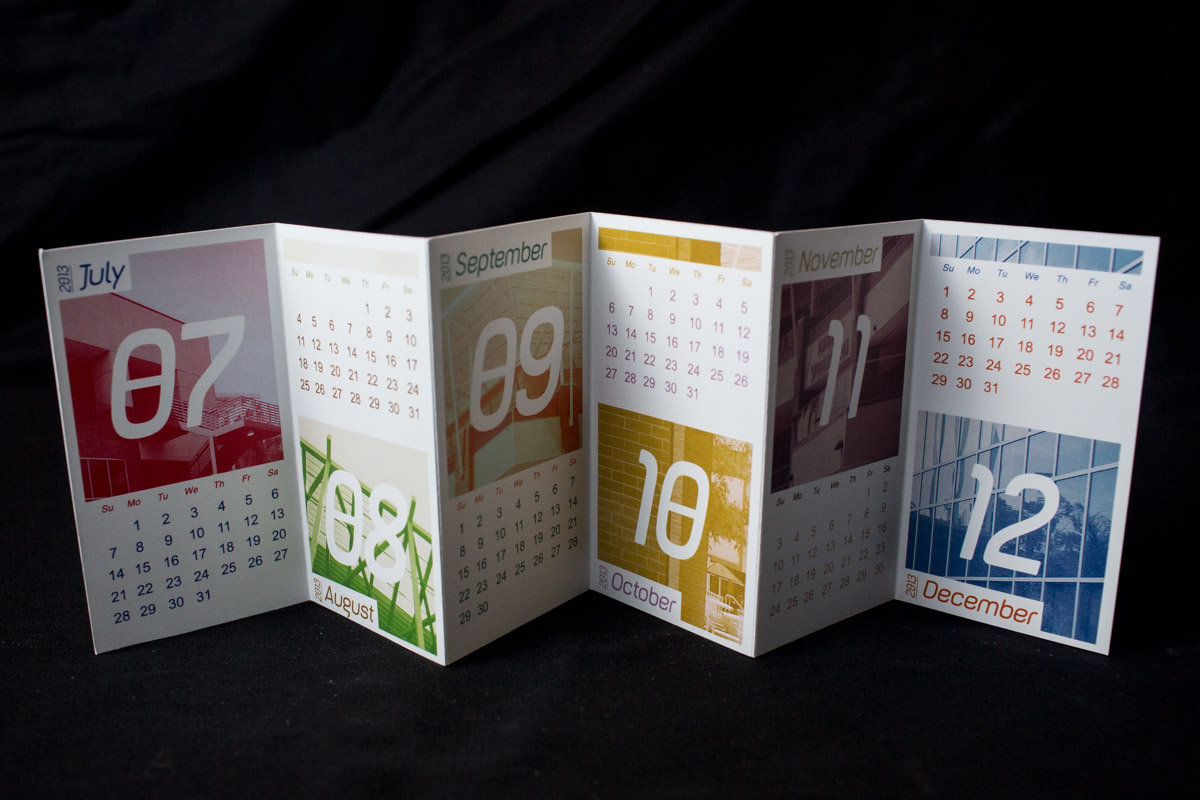 2013 July
07
Su Mo Tu We Th Fr Sa
1 2 3 4 5 6
7 8 9 10 11 12 13
14 15 16 17 18 19 20
21 22 23 24 25 26 27
28 29 30 31
Su Mo Tu We Th Fr Sa
1 2 3
4 5 6 7 8 9 10
11 12 13 14 15 16 17
18 19 20 21 22 23 24
25 26 27 28 29 30 31
08
2013 August
2013 September
09
Su Mo Tu We Th Fr Sa
1 2 3 4 5 6 7
8 9 10 11 12 13 14
15 16 17 18 19 20 21
22 23 24 25 26 27 28
29 30
Su Mo Tu We Th Fr Sa
1 2 3 4 5
6 7 8 9 10 11 12
13 14 15 16 17 18 19
20 21 22 23 24 25 26
27 28 29 30 31
10
2013 October
2013 November
11
Su Mo Tu We Th Fr Sa
1 2
3 4 5 6 7 8 9
10 11 12 13 14 15 16
17 18 19 20 21 22 23
24 25 26 27 28 29 30
Su Mo Tu We Th Fr Sa
1 2 3 4 5 6 7
8 9 10 11 12 13 14
15 16 17 18 19 20 21
22 23 24 25 26 27 28
29 30 31
12
2013 December